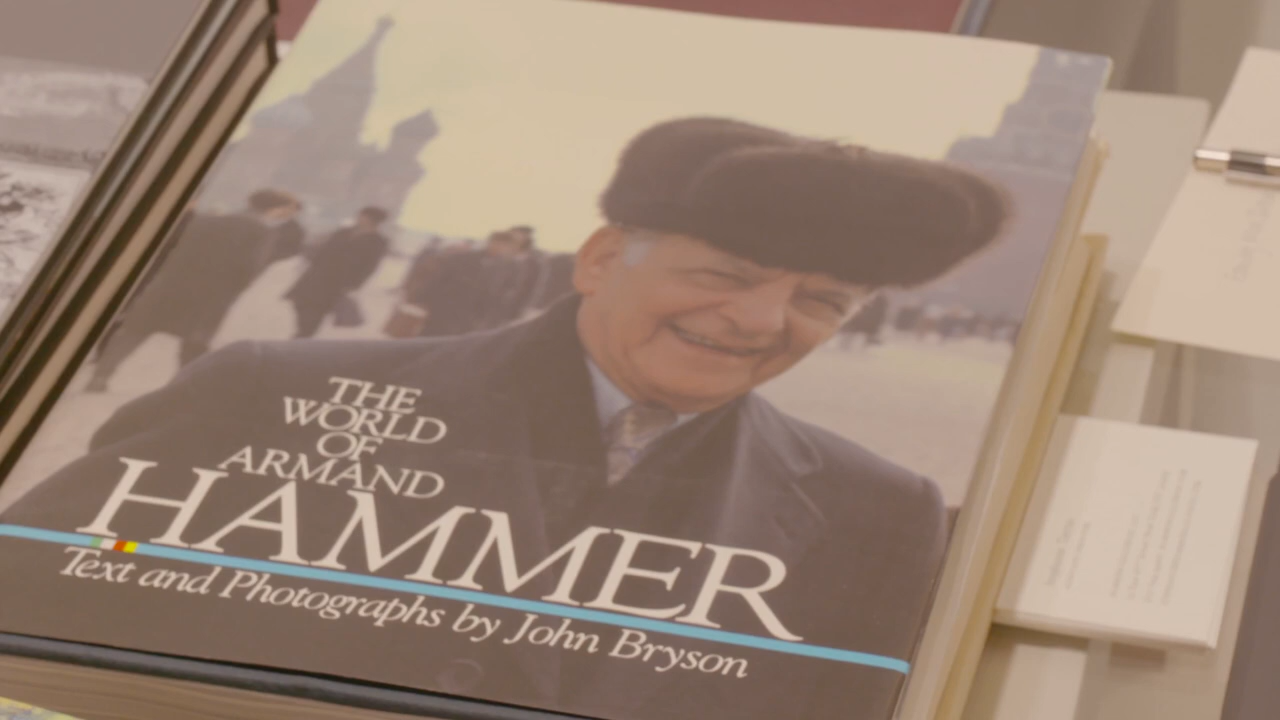 THE
WORLD
OF
ARMAND
HAMMER
Text and Photographs by John Bryson